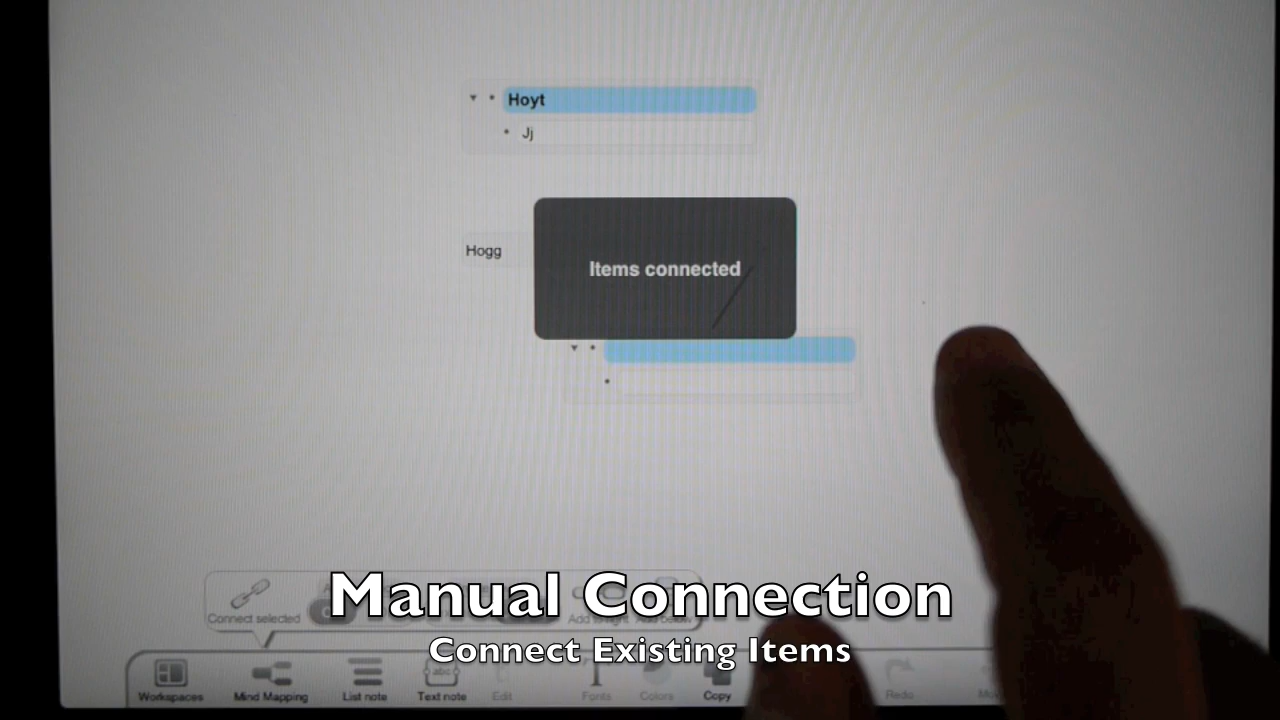 Hoyt
Jj
Hogg
Items connected
Manual Connection
Connect selected
Connect Existing Items
Workspaces Mind Mapping List note Text note Edit Fonts Colors Copy Redo